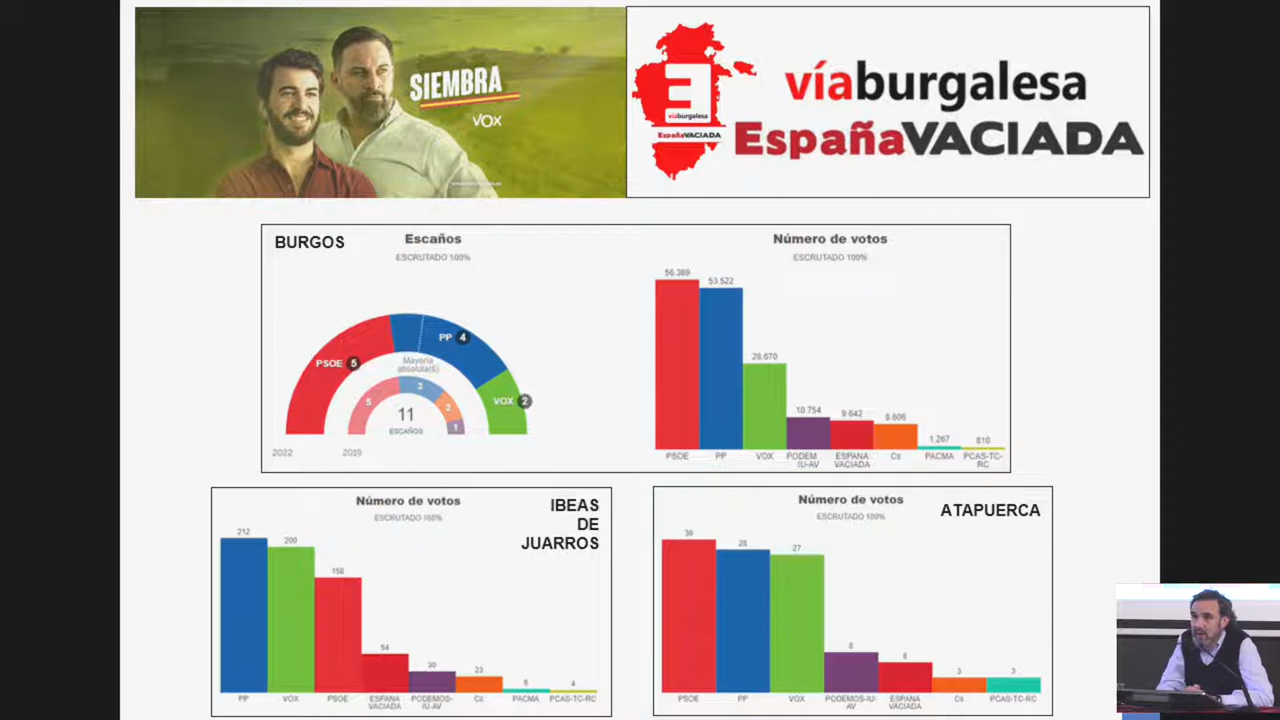 SIEMBRA
VOX
E
víaburgalesa
EspañaVACIADA
víaburgalesa
EspañaVACIADA
BURGOS
Escaños
ESCRUTADO 100%
PSOE 5
PP 4
VOX 2
Mayoría
absoluta(6)
5
3
2
1
11
ESCAÑOS
2022
2019
Número de votos
ESCRUTADO 100%
56.369
53.522
28.670
10.754
9.642
8.606
1.267
810
PSOE PP VOX PODEM ESPAÑA Cs PACMA PCAS-TC-
IU-AV VACIADA RC
Número de votos
ESCRUTADO 100%
IBEAS
DE
JUARROS
212
200
158
54
30
23
4
PP VOX PSOE ESPAÑA PODEMOS- Cs PACMA PCAS-TC-RC
VACIADA IU-AV
Número de votos
ESCRUTADO 100%
ATAPUERCA
28
27
8
6
3
3
PSOE PP VOX PODEMOS-IU- ESPAÑA Cs PCAS-TC-RC
AV VACIADA